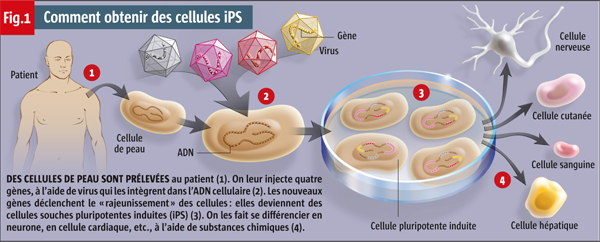 Fig.1 Comment obtenir des cellules iPS
Gène
Virus
Patient
1
2
Cellule
de peau
ADN
3
Cellule
nerveuse
Cellule cutanée
Cellule sanguine
4
Cellule hépatique
Cellule pluripotente induite
DES CELLULES DE PEAU SONT PRÉLEVÉES au patient (1). On leur injecte quatre
gènes, à l'aide de virus qui les intègrent dans l'ADN cellulaire (2). Les nouveaux
gènes déclenchent le « rajeunissement » des cellules : elles deviennent des
cellules souches pluripotentes induites (iPS) (3). On les fait se différencier en
neurone, en cellule cardiaque, etc., à l'aide de substances chimiques (4).